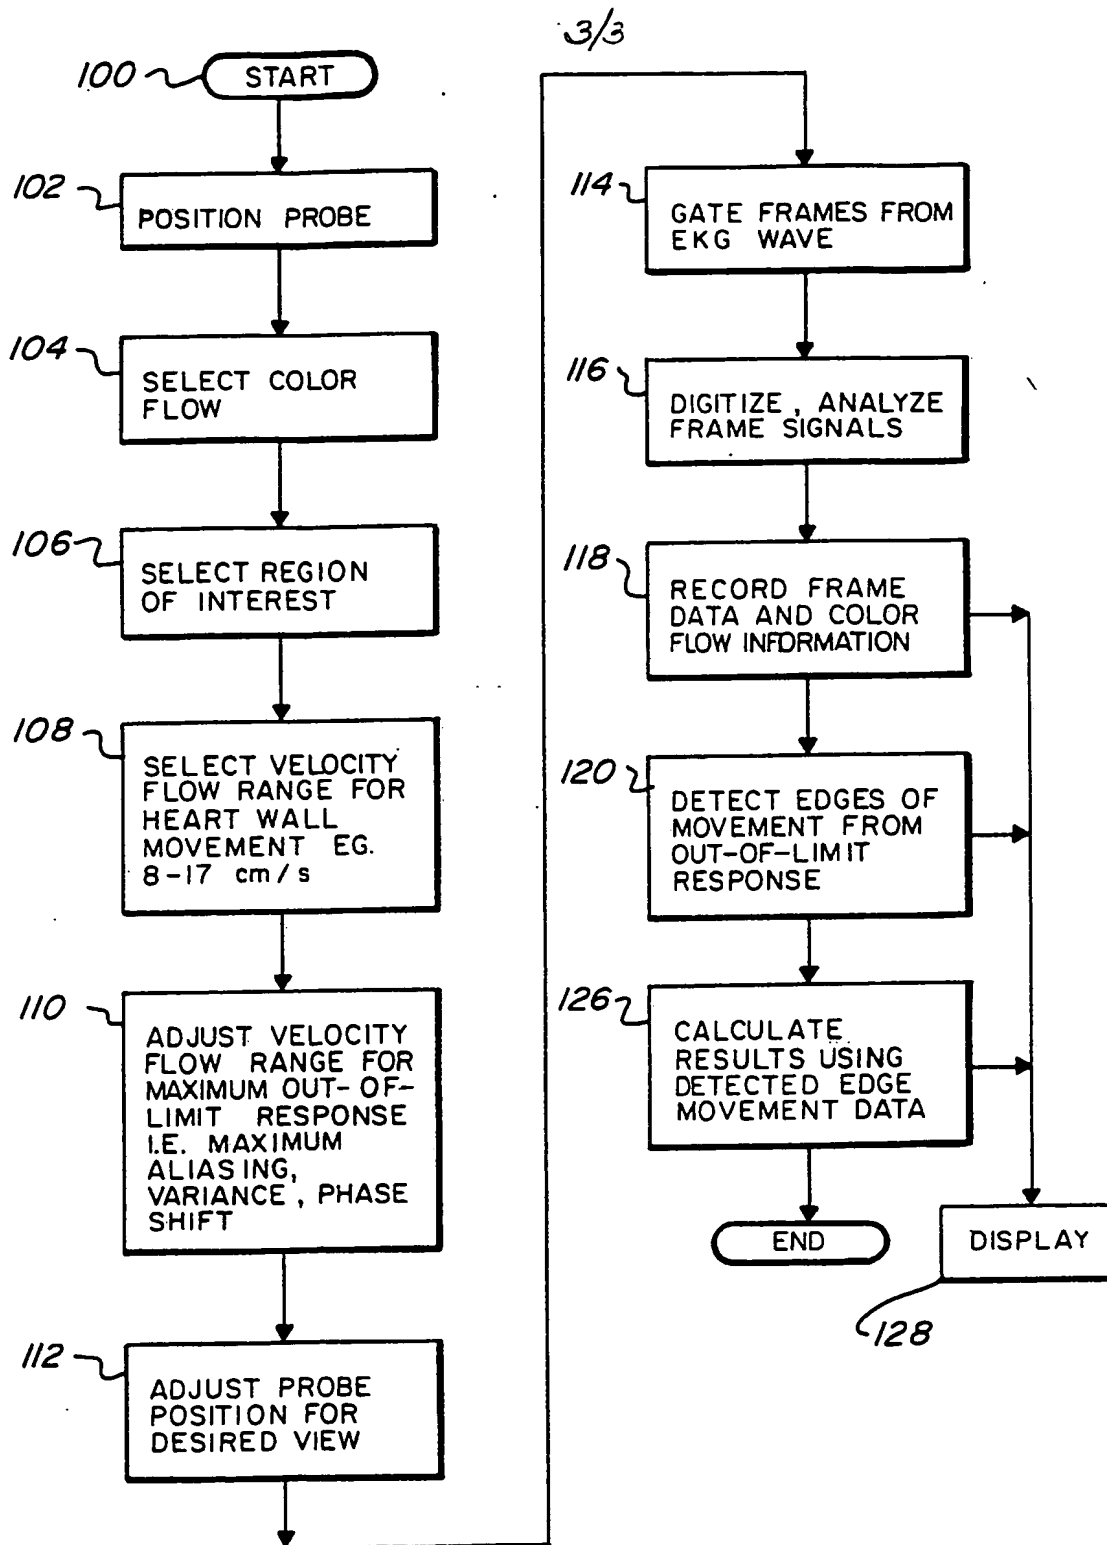 3/3
100
START
102
POSITION PROBE
104
SELECT COLOR
FLOW
106
SELECT REGION
OF INTEREST
108
SELECT VELOCITY
FLOW RANGE FOR
HEART WALL
MOVEMENT EG.
8-17 cm/s
110
ADJUST VELOCITY
FLOW RANGE FOR
MAXIMUM OUT-OF-
LIMIT RESPONSE
I.E. MAXIMUM
ALIASING,
VARIANCE, PHASE
SHIFT
112
ADJUST PROBE
POSITION FOR
DESIRED VIEW
114
GATE FRAMES FROM
EKG WAVE
116
DIGITIZE, ANALYZE
FRAME SIGNALS
118
RECORD FRAME
DATA AND COLOR
FLOW INFORMATION
120
DETECT EDGES OF
MOVEMENT FROM
OUT-OF-LIMIT
RESPONSE
126
CALCULATE
RESULTS USING
DETECTED EDGE
MOVEMENT DATA
END
DISPLAY
128